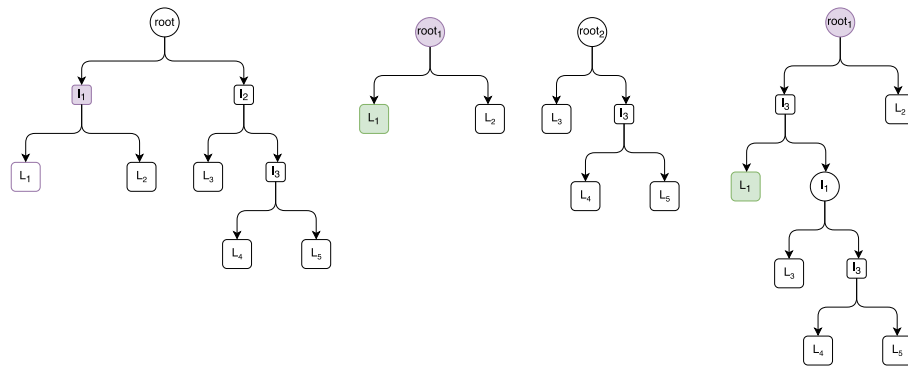 root
I₁
I₂
L₁
L₂
L₃
I₃
L₄
L₅
root₁
L₁
L₂
root₂
L₃
I₃
L₄
L₅
root₁
I₃
L₂
L₁
I₁
L₃
I₃
L₄
L₅